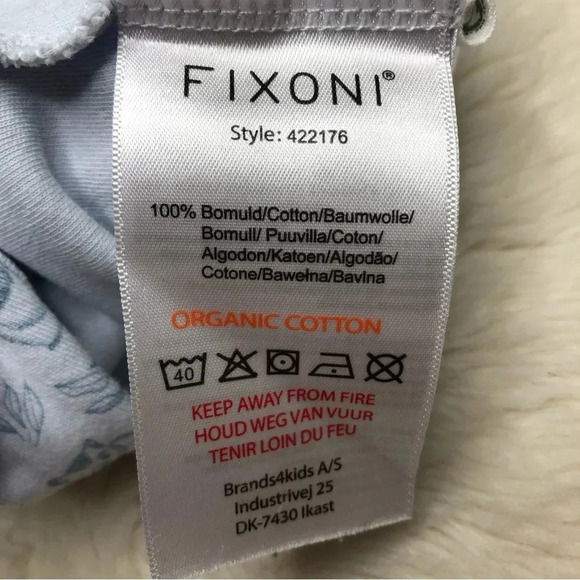 FIXONI®
Style: 422176
100% Bomuld/Cotton/Baumwolle/
Bomull/ Puuvilla/Coton/
Algodon/Katoen/Algodão/
Cotone/Bawełna/Bavlna
ORGANIC COTTON
40
KEEP AWAY FROM FIRE
HOUD WEG VAN VUUR
TENIR LOIN DU FEU
Brands4kids A/S
Industrivej 25
DK-7430 Ikast